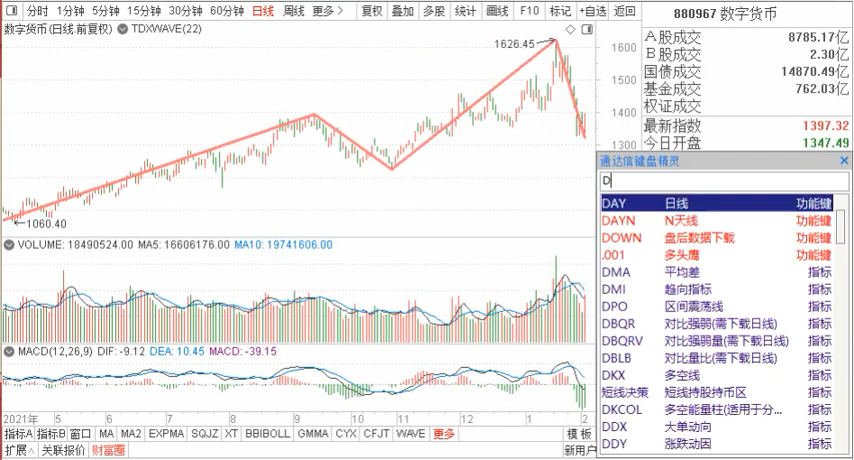 分时 1分钟 5分钟 15分钟 30分钟 60分钟 日线 周线 更多 > 复权 叠加 多股 统计 画线 F10 标记 +自选 返回
880967 数字货币
数字货币(日线.前复权) TDXWAVE(22)
1626.45
1600
1500
1400
1300
1060.40
A股成交 8785.17亿
B股成交 2.30亿
国债成交 14870.49亿
基金成交 762.03亿
权证成交
最新指数 1397.32
今日开盘 1347.49
通达信键盘精灵
D
DAY 日线 功能键
DAYN N天线 功能键
DOWN 盘后数据下载 功能键
.001 多头鹰 功能键
DMA 平均差 指标
DMI 趋向指标 指标
DPO 区间震荡线 指标
DBQR 对比强弱(需下载日线) 指标
DBQRV 对比强弱量(需下载日线) 指标
DBLB 对比量比(需下载日线) 指标
DKX 多空线 指标
短线决策 短线持股持币区 指标
DKCOL 多空能量柱(适用于分... 指标
DDX 大单动向 指标
DDY 涨跌动因 指标
VOLUME: 18490524.00 MA5: 16606176.00 MA10: 19741606.00
MACD(12,26,9) DIF: -9.12 DEA: 10.45 MACD: -39.15
2021年 5 6 7 8 9 10 11 12 1 2
指标A 指标B 窗口 MA MA2 EXPMA SQJZ XT BBIBOLL GMMA CYX CFJT WAVE 更多 模板
扩展∧ 关联报价 财富圈 新用户